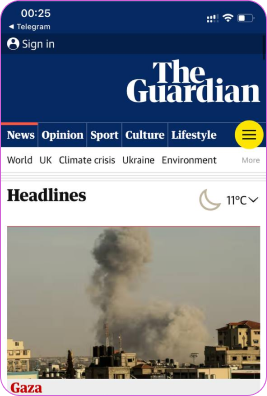 00:25
◄ Telegram
Sign in
The
Guardian
News Opinion Sport Culture Lifestyle
World UK Climate crisis Ukraine Environment More
Headlines 11°C
Gaza